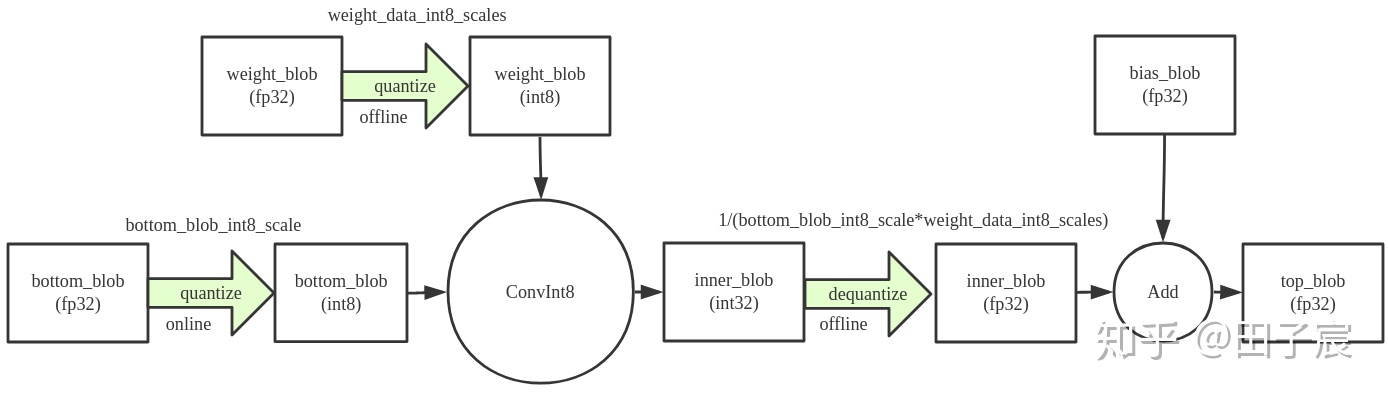 weight_data_int8_scales
weight_blob
(fp32)
quantize
offline
weight_blob
(int8)
bias_blob
(fp32)
bottom_blob_int8_scale
bottom_blob
(fp32)
quantize
online
bottom_blob
(int8)
ConvInt8
inner_blob
(int32)
1/(bottom_blob_int8_scale*weight_data_int8_scales)
dequantize
offline
inner_blob
(fp32)
Add
top_blob
(fp32)
知乎 @田子宸